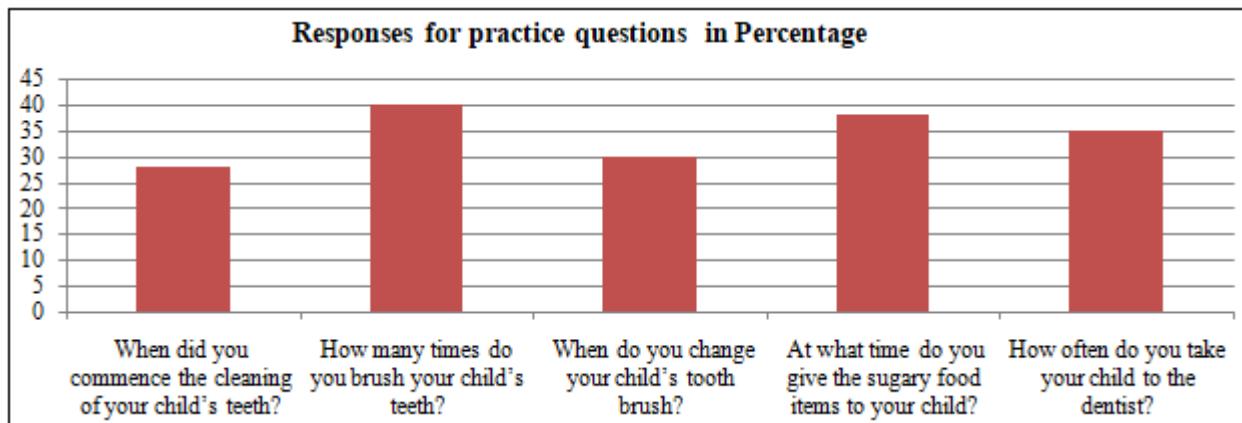 Responses for practice questions in Percentage
45
40
35
30
25
20
15
10
5
0
When did you
commence the cleaning
of your child's teeth?
How many times do
you brush your child's
teeth?
When do you change
your child's tooth
brush?
At what time do you
give the sugary food
items to your child?
How often do you take
your child to the
dentist?